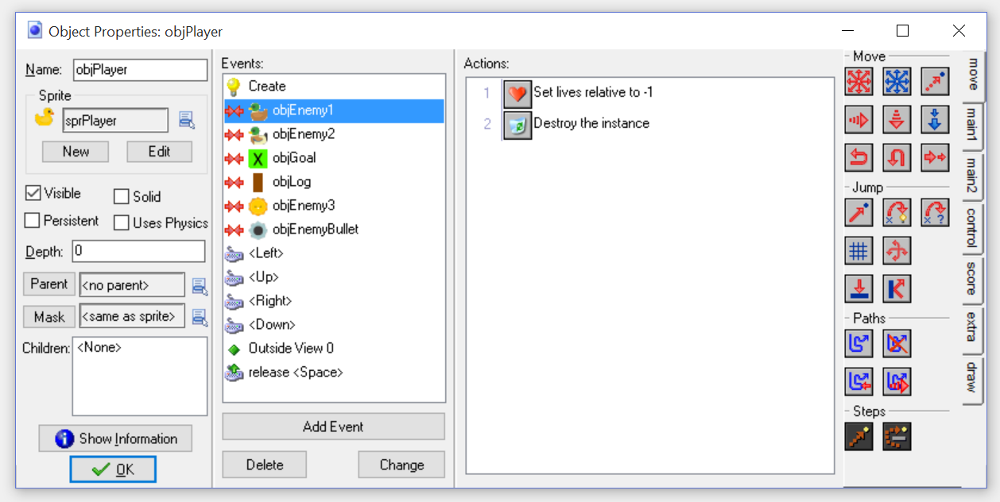 Object Properties: objPlayer
Name: objPlayer
Sprite
sprPlayer
New Edit
Visible Solid
Persistent Uses Physics
Depth: 0
Parent <no parent>
Mask <same as sprite>
Children: <None>
Show Information
OK
Events:
Create
objEnemy1
objEnemy2
X objGoal
objLog
objEnemy3
objEnemyBullet
<Left>
<Up>
<Right>
<Down>
Outside View 0
release <Space>
Add Event
Delete Change
Actions:
1 Set lives relative to -1
2 Destroy the instance
Move
Jump
Paths
Steps
move
main1
main2
control
score
extra
draw